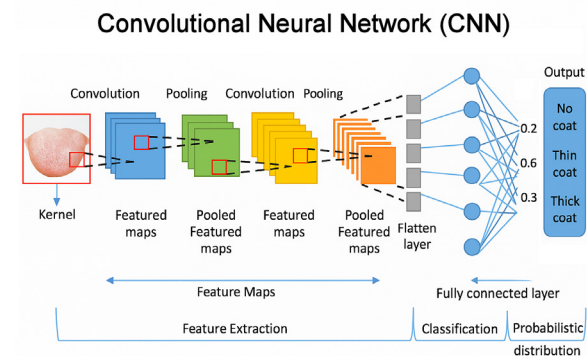 Convolutional Neural Network (CNN)
Convolution
Pooling
Convolution
Pooling
Output
No
coat
Thin
coat
Thick
coat
0.2
0.6
0.3
Kernel
Featured
maps
Pooled
Featured
maps
Featured
maps
Pooled
Featured
maps
Flatten
layer
Feature Maps
Fully connected layer
Feature Extraction
Classification
Probabilistic
distribution